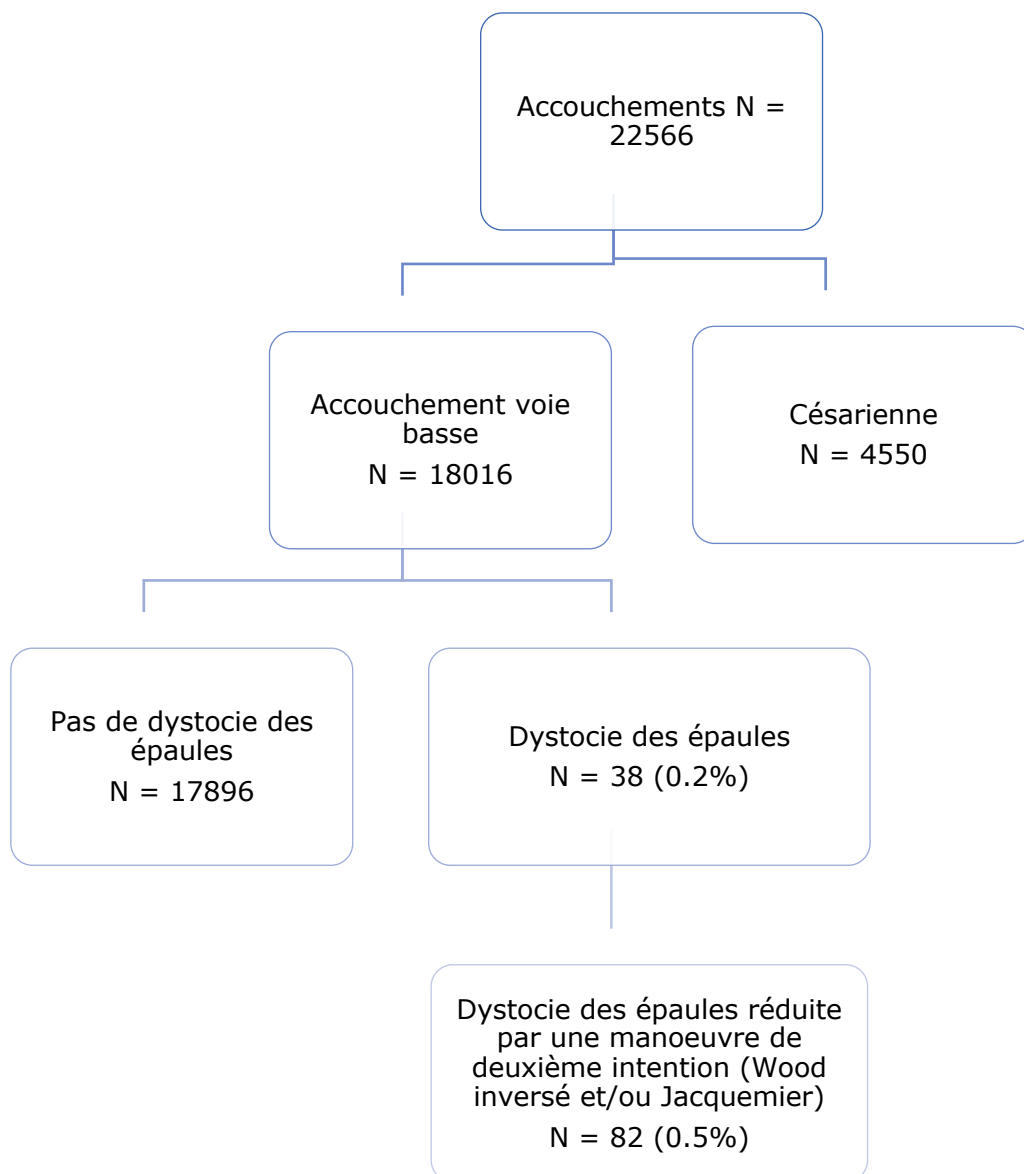 Accouchements N =
22566
Accouchement voie
basse
N = 18016
Césarienne
N = 4550
Pas de dystocie des
épaules
N = 17896
Dystocie des épaules
N = 38 (0.2%)
Dystocie des épaules réduite
par une manoeuvre de
deuxième intention (Wood
inversé et/ou Jacquemier)
N = 82 (0.5%)